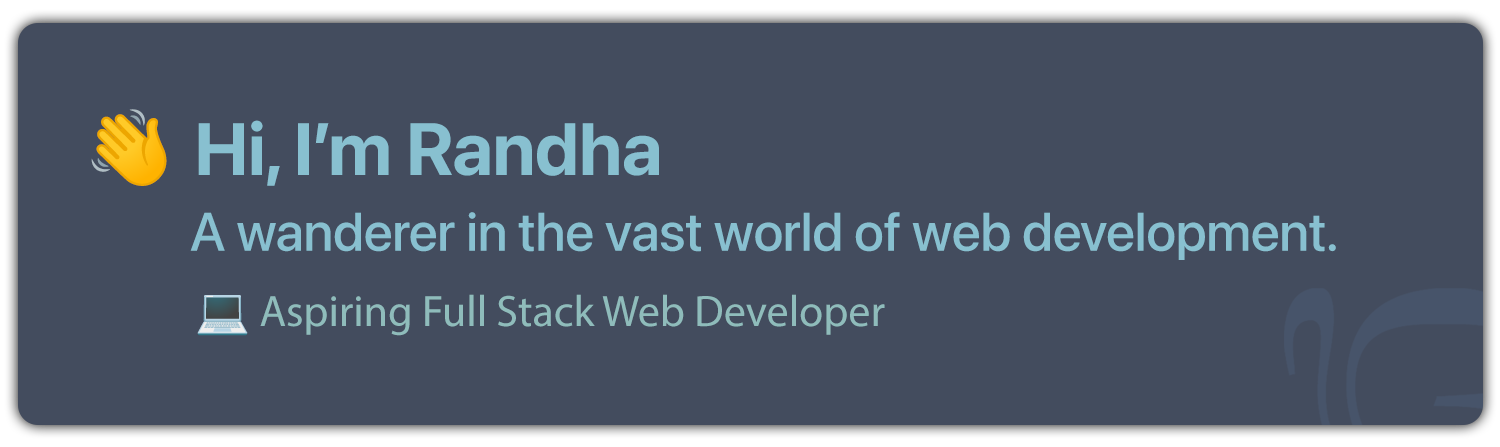 Hi, I’m Randha
A wanderer in the vast world of web development.
Aspiring Full Stack Web Developer